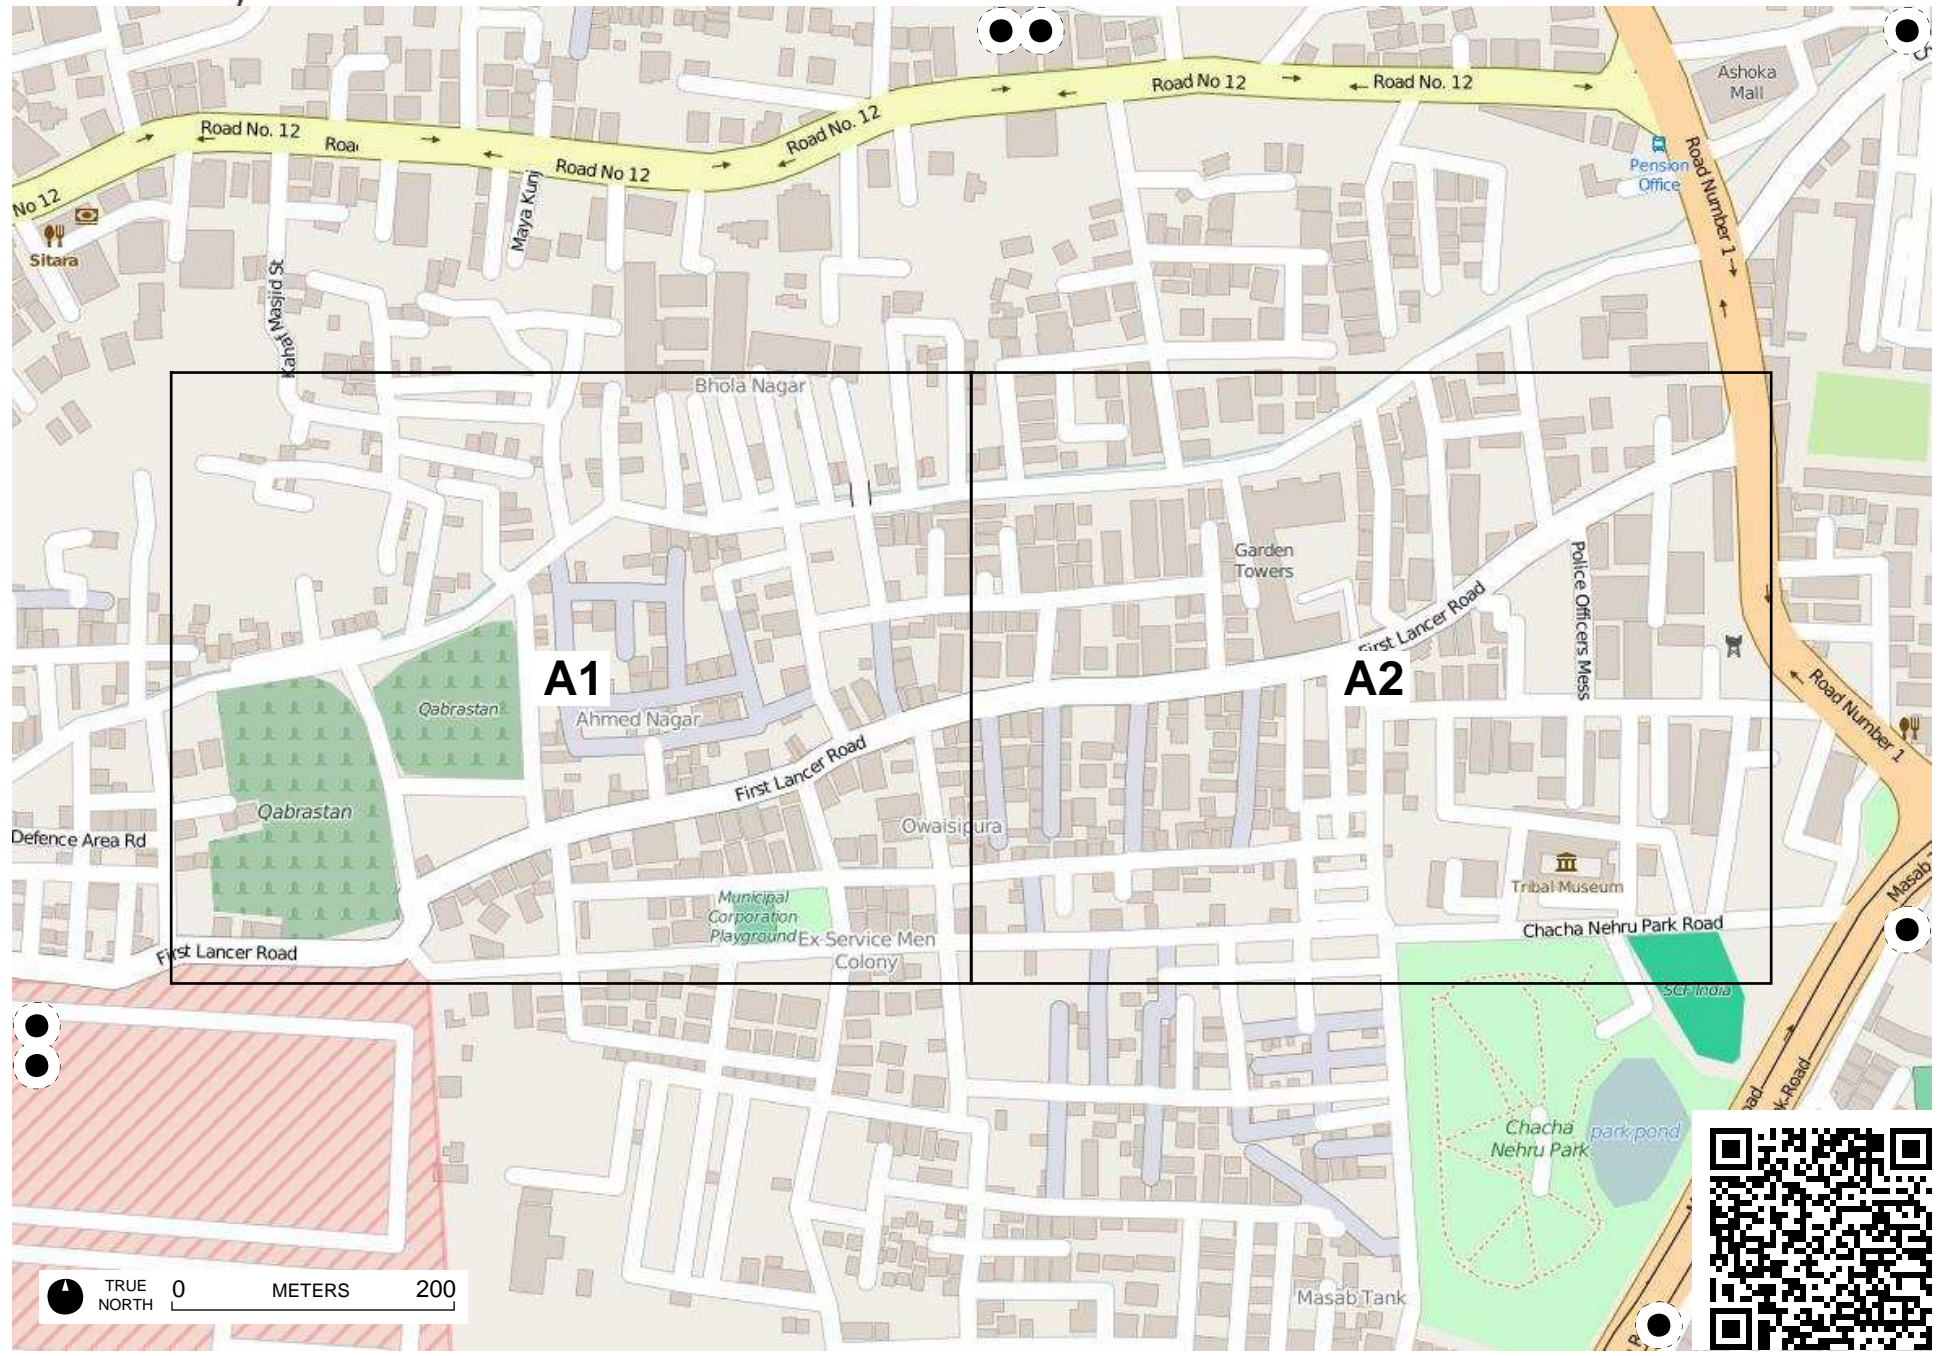 Road No 12
Road No. 12
Ashoka
Mall
Road No. 12
Road No. 12
Road No 12
Pension
Office
Road Number 1
Maya Kunj
No 12
Sitara
Kahaf Masjid St
Bhola Nagar
Garden
Towers
Police Officers Mess
First Lancer Road
A1
A2
Qabrastan
Ahmed Nagar
Road Number 1
First Lancer Road
Qabrastan
Owaisipura
Defence Area Rd
Tribal Museum
Municipal
Corporation
Playground
Chacha Nehru Park Road
Ex-Service Men
Colony
First Lancer Road
Masab
SCF India
Chacha
Nehru Park
park pond
Masab Tank
TRUE
NORTH
0 METERS 200